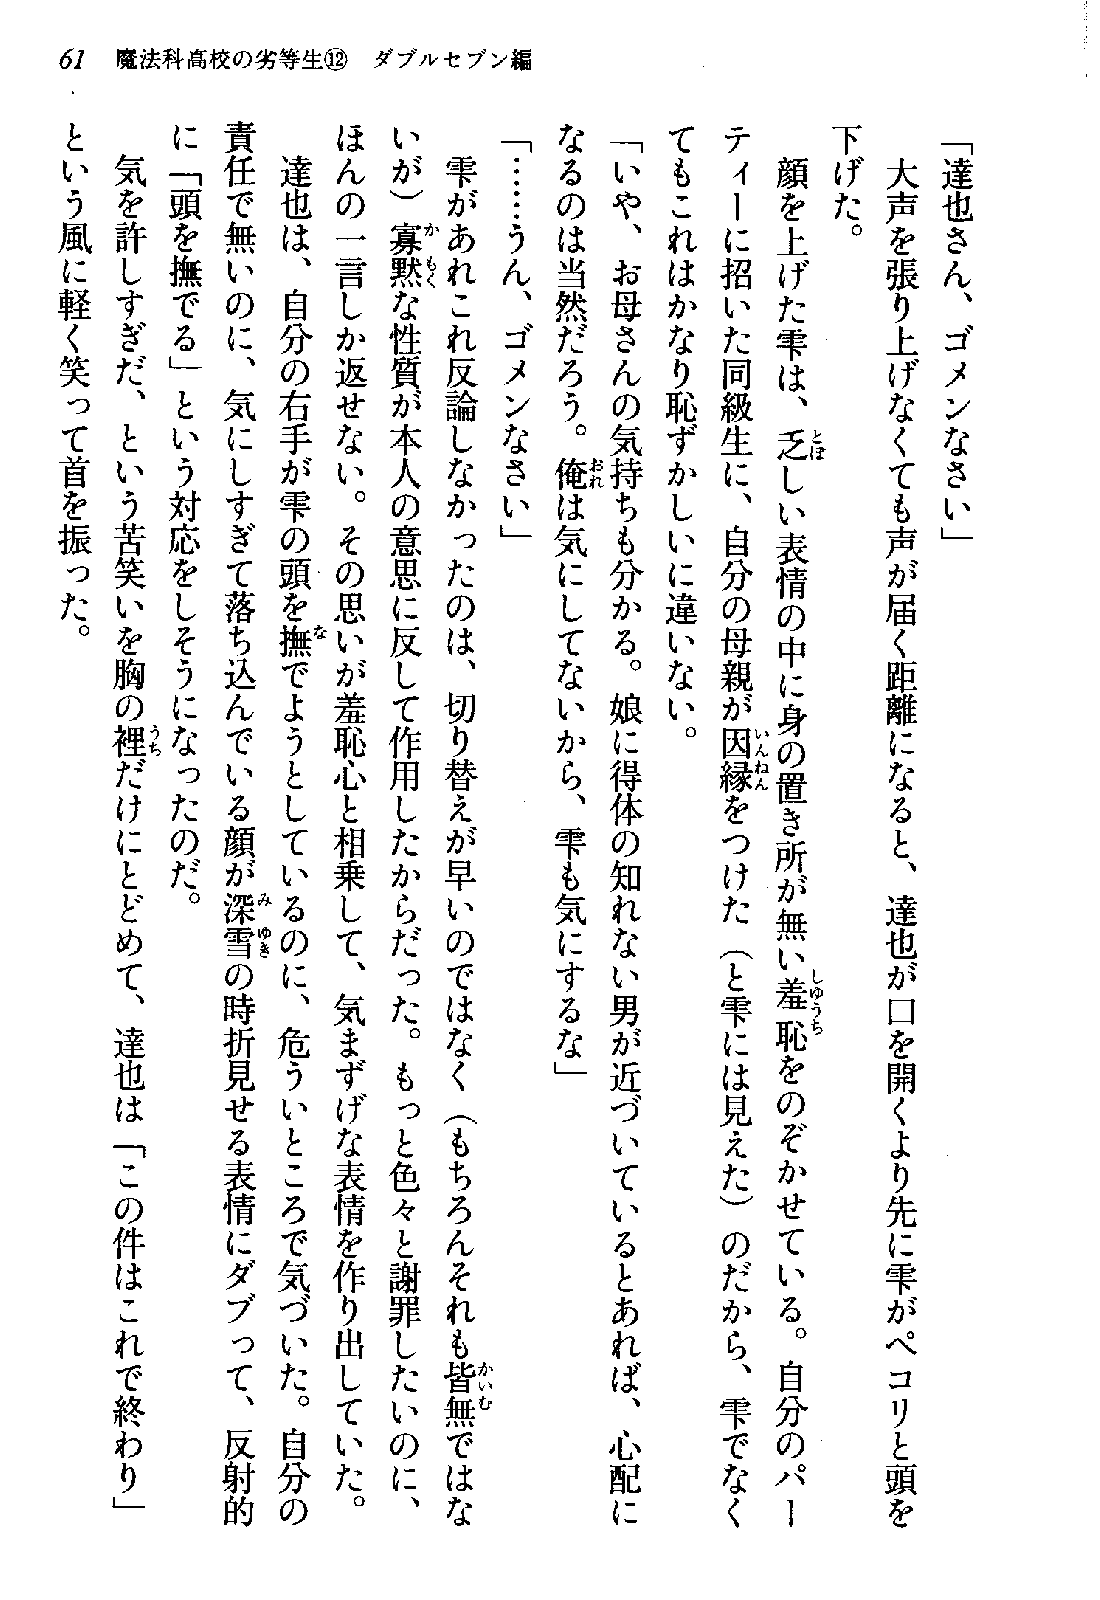 61　魔法科高校の劣等生⑫　ダブルセブン編
「達也さん、ゴメンなさい」
　大声を張り上げなくても声が届く距離になると、達也が口を開くより先に雫がペコリと頭を
下げた。
　顔を上げた雫は、乏しい表情の中に身の置き所が無い羞恥をのぞかせている。自分のパー
ティーに招いた同級生に、自分の母親が因縁をつけた（と雫には見えた）のだから、雫でなく
てもこれはかなり恥ずかしいに違いない。
「いや、お母さんの気持ちも分かる。娘に得体の知れない男が近づいているとあれば、心配に
なるのは当然だろう。俺は気にしてないから、雫も気にするな」
「……うん、ゴメンなさい」
　雫があれこれ反論しなかったのは、切り替えが早いのではなく（もちろんそれも皆無ではな
いが）寡黙な性質が本人の意思に反して作用したからだった。もっと色々と謝罪したいのに、
ほんの一言しか返せない。その思いが羞恥心と相乗して、気まずげな表情を作り出していた。
　達也は、自分の右手が雫の頭を撫でようとしているのに、危ういところで気づいた。自分の
責任で無いのに、気にしすぎて落ち込んでいる顔が深雪の時折見せる表情にダブって、反射的
に「頭を撫でる」という対応をしそうになったのだ。
　気を許しすぎだ、という苦笑いを胸の裡だけにとどめて、達也は「この件はこれで終わり」
という風に軽く笑って首を振った。